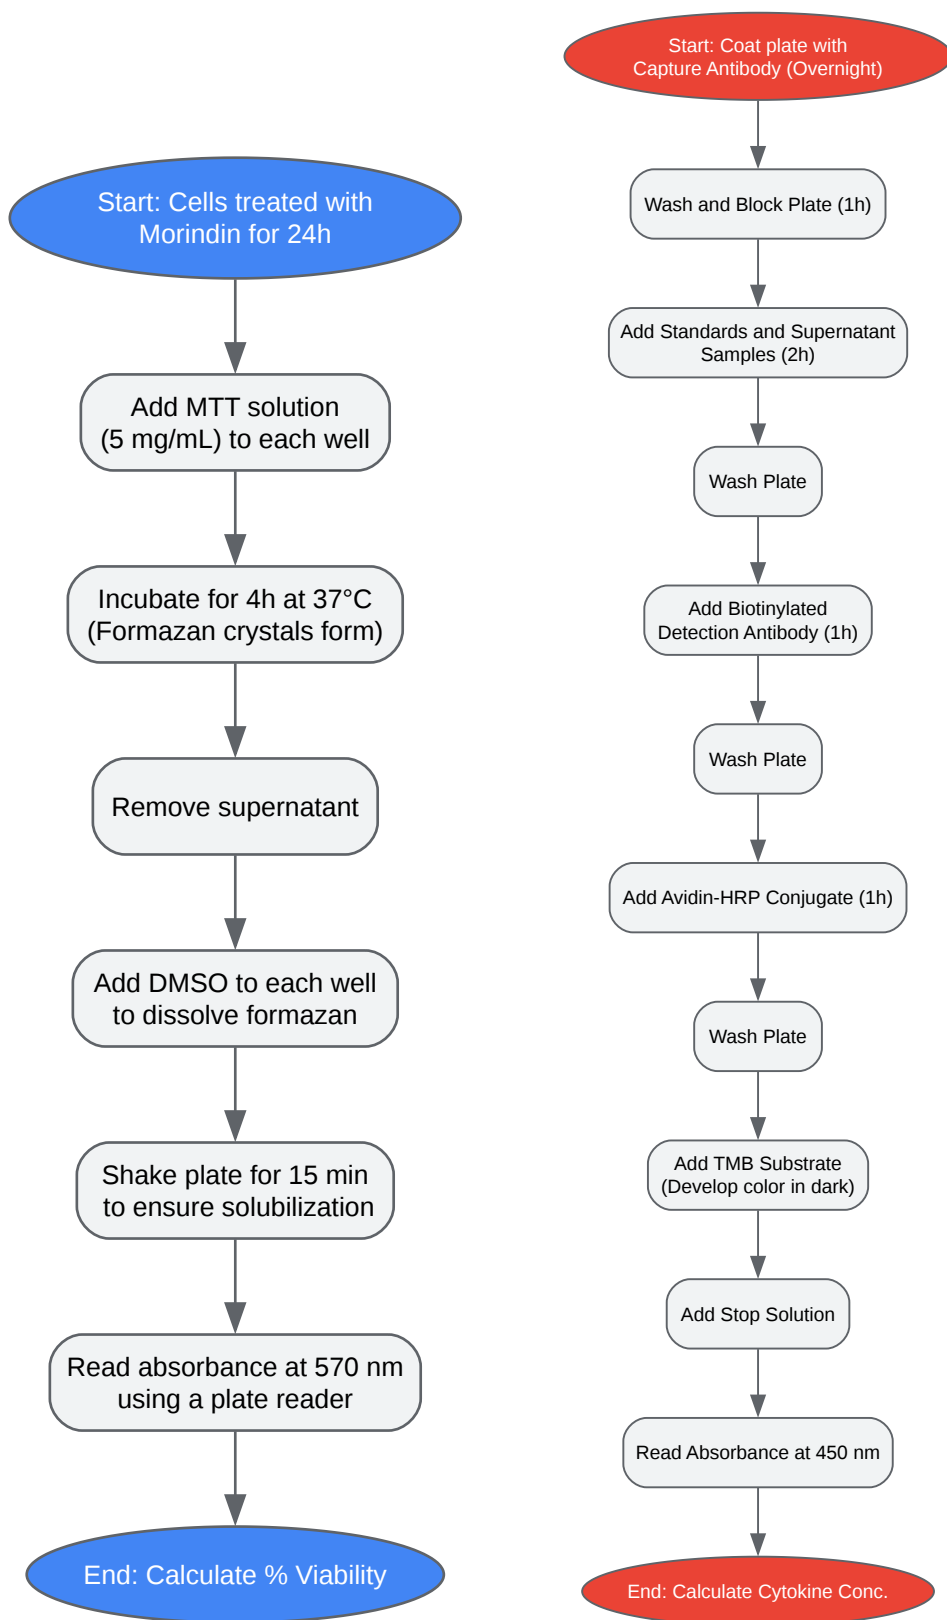 Start: Cells treated with
Morindin for 24h
Add MTT solution
(5 mg/mL) to each well
Incubate for 4h at 37°C
(Formazan crystals form)
Remove supernatant
Add DMSO to each well
to dissolve formazan
Shake plate for 15 min
to ensure solubilization
Read absorbance at 570 nm
using a plate reader
End: Calculate % Viability
Start: Coat plate with
Capture Antibody (Overnight)
Wash and Block Plate (1h)
Add Standards and Supernatant
Samples (2h)
Wash Plate
Add Biotinylated
Detection Antibody (1h)
Wash Plate
Add Avidin-HRP Conjugate (1h)
Wash Plate
Add TMB Substrate
(Develop color in dark)
Add Stop Solution
Read Absorbance at 450 nm
End: Calculate Cytokine Conc.